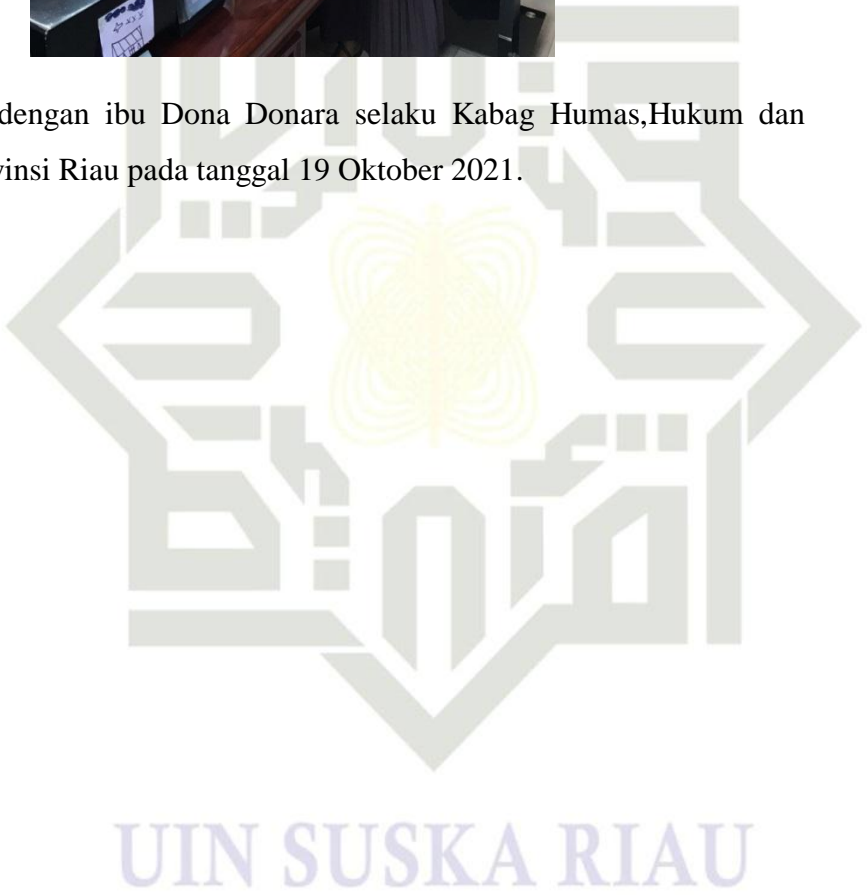 dengan ibu Dona Donara selaku Kabag Humas,Hukum dan
vinsi Riau pada tanggal 19 Oktober 2021.
UIN SUSKA RIAU